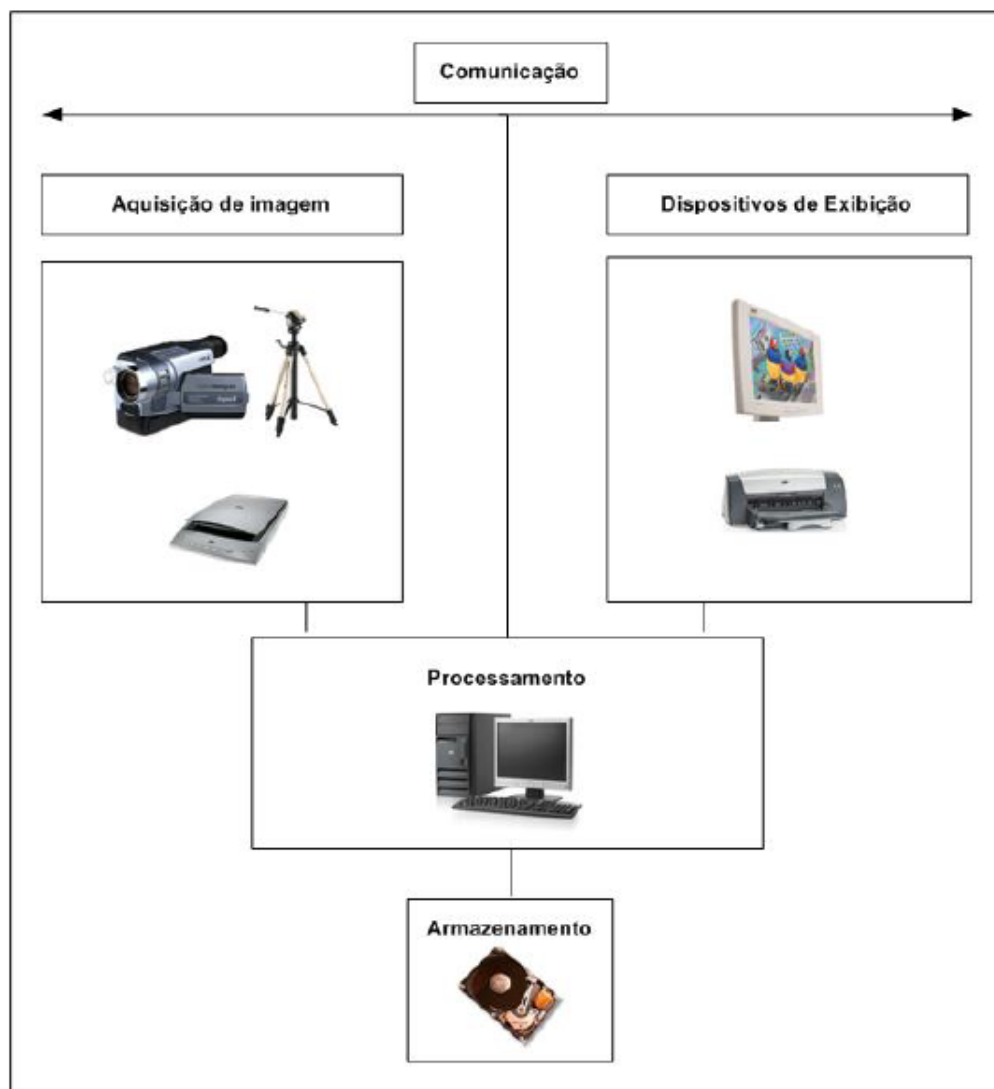 Comunicação
Aquisição de imagem
Dispositivos de Exibição
Processamento
Armazenamento